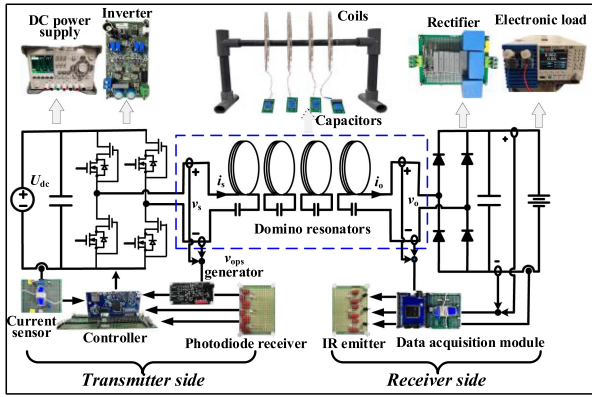 DC power
supply
Inverter
Coils
Rectifier
Electronic load
Capacitors
Udc
is
vs
+
-
io
vo
+
-
+
-
Domino resonators
vops
generator
Current
sensor
Controller
Photodiode receiver
IR emitter
Data acquisition module
Transmitter side
Receiver side